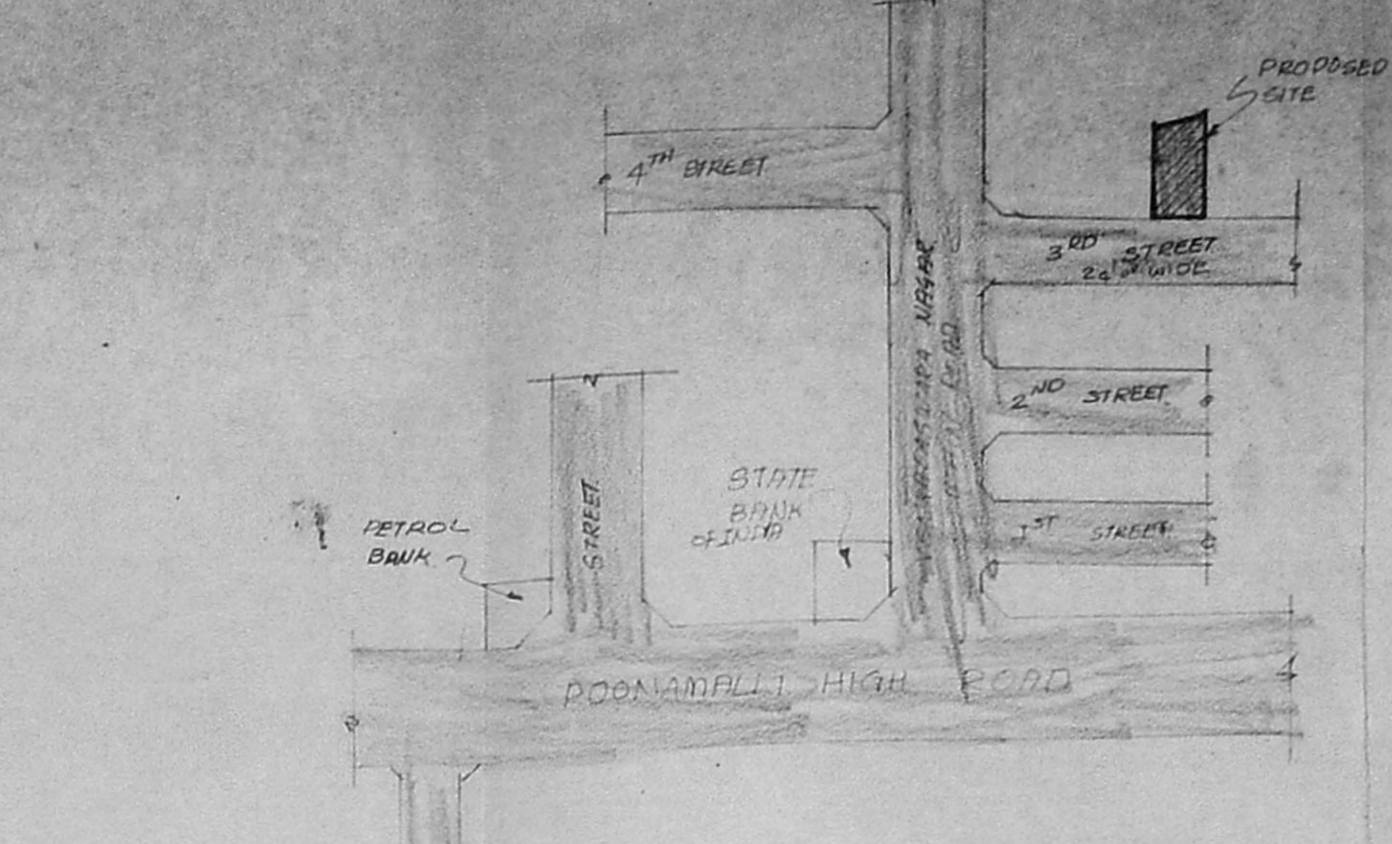 PROPOSED
SITE
4TH STREET
3RD STREET
WIDE
NAGAR
ROAD
2ND STREET
STREET
STATE
BANK
OF INDIA
PETROL
BANK
1ST STREET
POONAMALLI HIGH ROAD